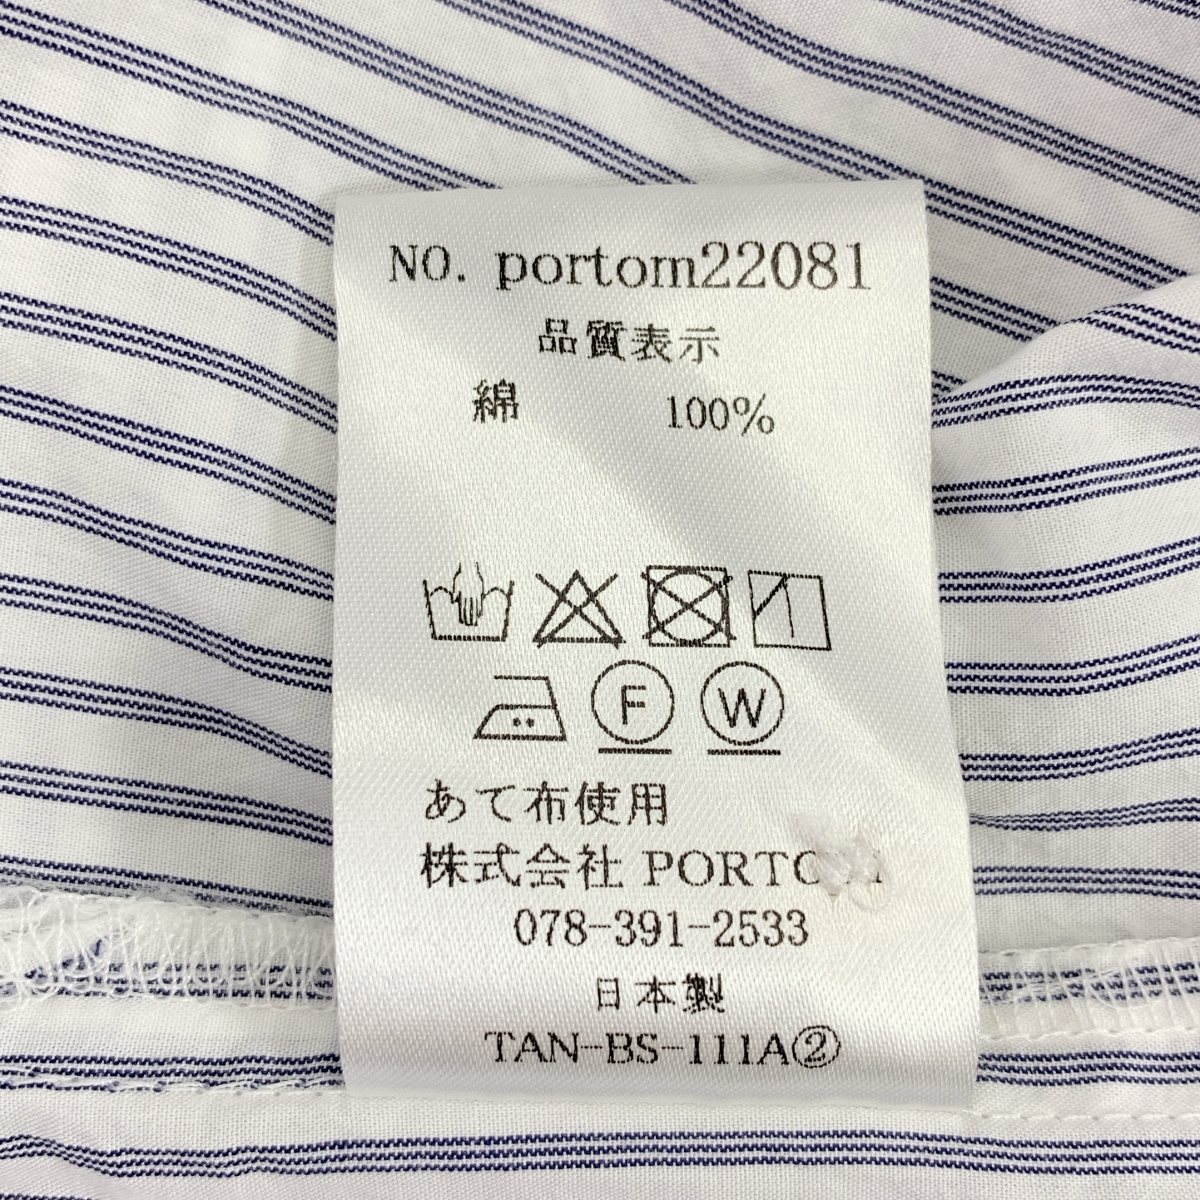 NO. portom22081
品質表示
綿 100%
F W
あて布使用
株式会社
078-391-2533
日本製
TAN-BS-111A②